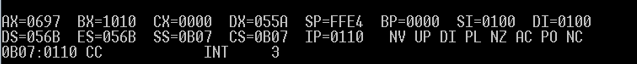 AX=0697 BX=1010 CX=0000 DX=055A SP=FFE4 BP=0000 SI=0100 DI=0100
DS=056B ES=056B SS=0B07 CS=0B07 IP=0110 NV UP DI PL NZ AC PO NC
0B07:0110 CC INT 3